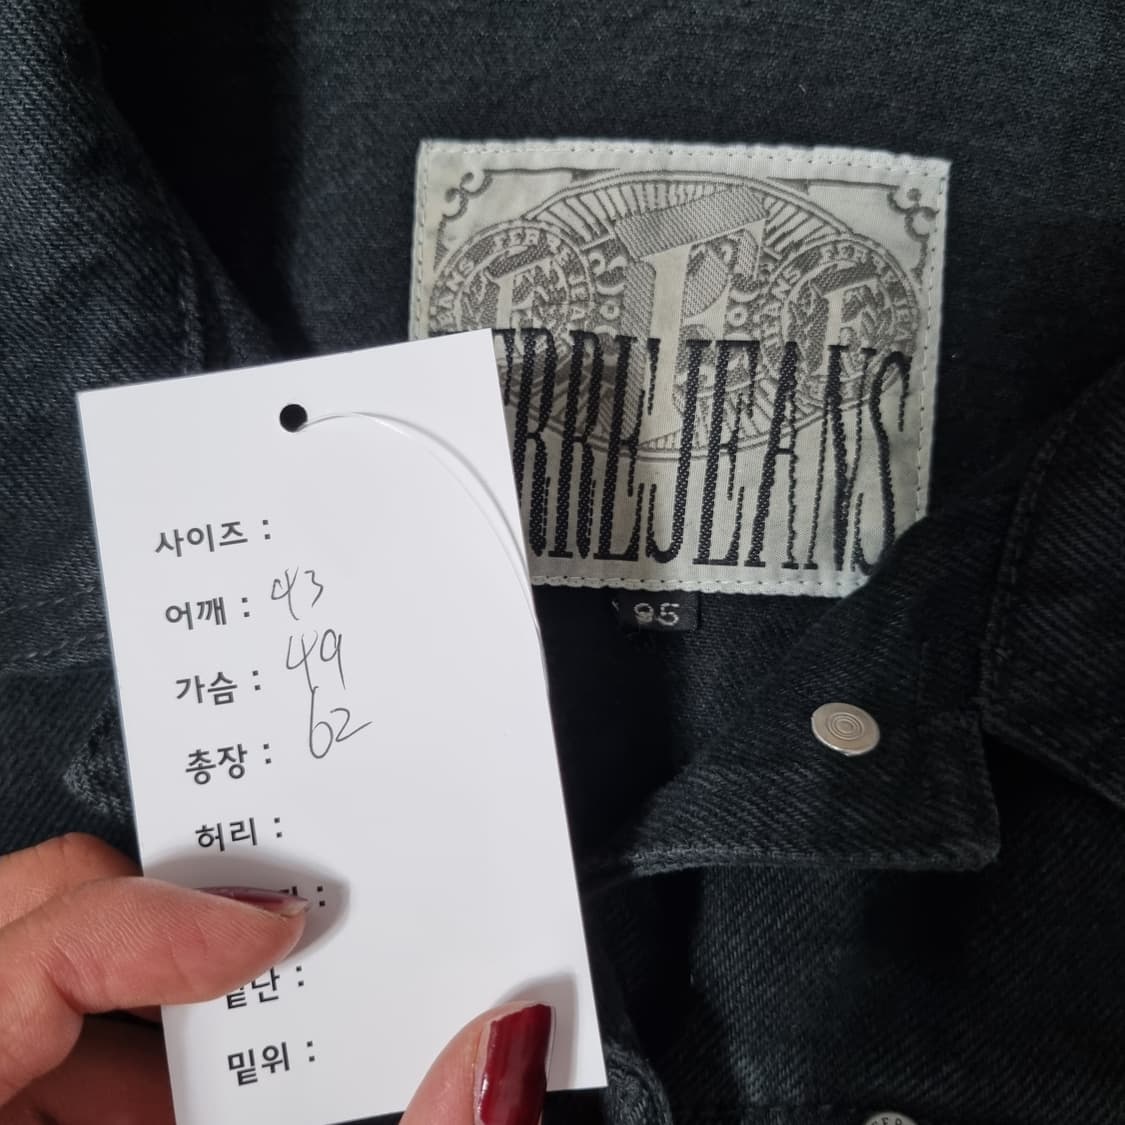 JEANS
95
사이즈 :
어깨 : 43
가슴 : 49
총장 : 62
허리 :
:
밑단 :
밑위 :